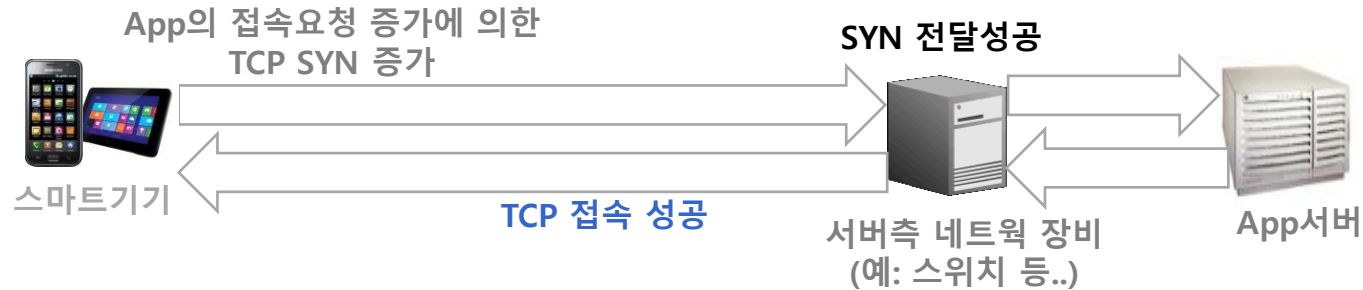 App의 접속요청 증가에 의한
TCP SYN 증가
SYN 전달성공
스마트기기
TCP 접속 성공
서버측 네트웍 장비
(예: 스위치 등..)
App서버